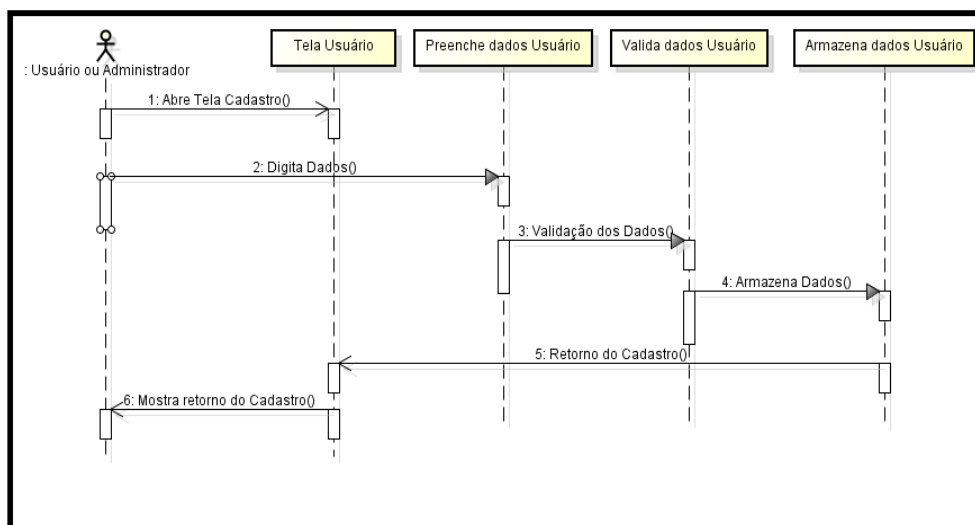 Tela Usuário
Preenche dados Usuário
Valida dados Usuário
Armazena dados Usuário
: Usuário ou Administrador
1: Abre Tela Cadastro()
2: Digita Dados()
3: Validação dos Dados()
4: Armazena Dados()
5: Retorno do Cadastro()
6: Mostra retorno do Cadastro()